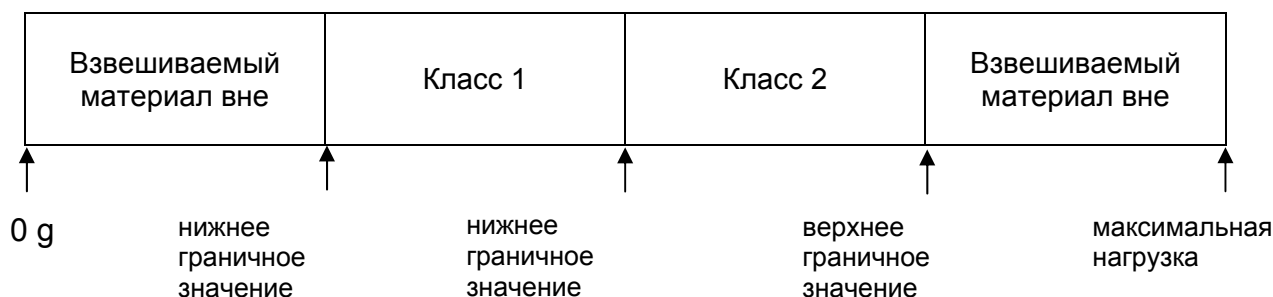 Взвешиваемый
материал вне
Класс 1
Класс 2
Взвешиваемый
материал вне
0 g
нижнее
граничное
значение
нижнее
граничное
значение
верхнее
граничное
значение
максимальная
нагрузка